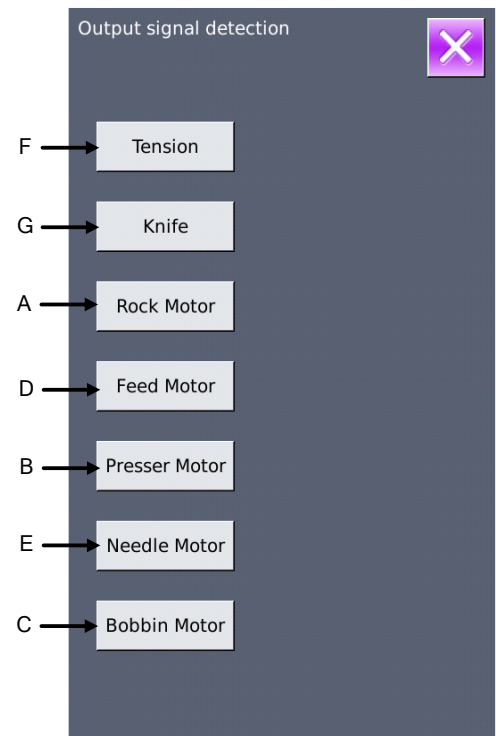 Output signal detection
F Tension
G Knife
A Rock Motor
D Feed Motor
B Presser Motor
E Needle Motor
C Bobbin Motor